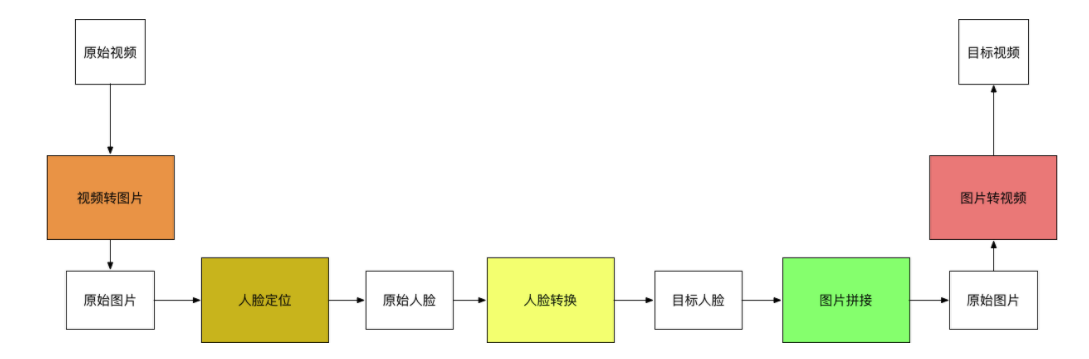 原始视频
目标视频
视频转图片
图片转视频
原始图片
人脸定位
原始人脸
人脸转换
目标人脸
图片拼接
原始图片